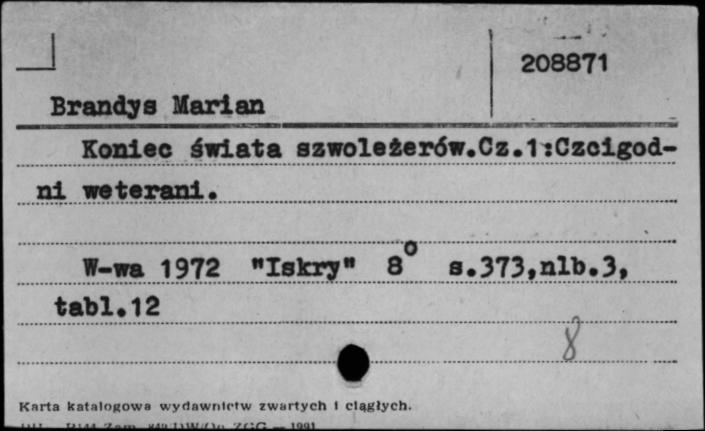 208871
Brandys Marian
Koniec świata szwoleżerów.Cz.1:Czcigod-
ni weterani.
W-wa 1972 "Iskry" 8° s.373,nlb.3,
tabl.12
8
Karta katalogowa wydawnictw zwartych i ciągłych.
— 1991